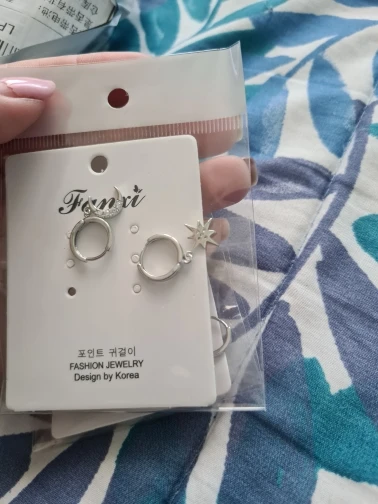 Fanxi
포인트 귀걸이
FASHION JEWELRY
Design by Korea